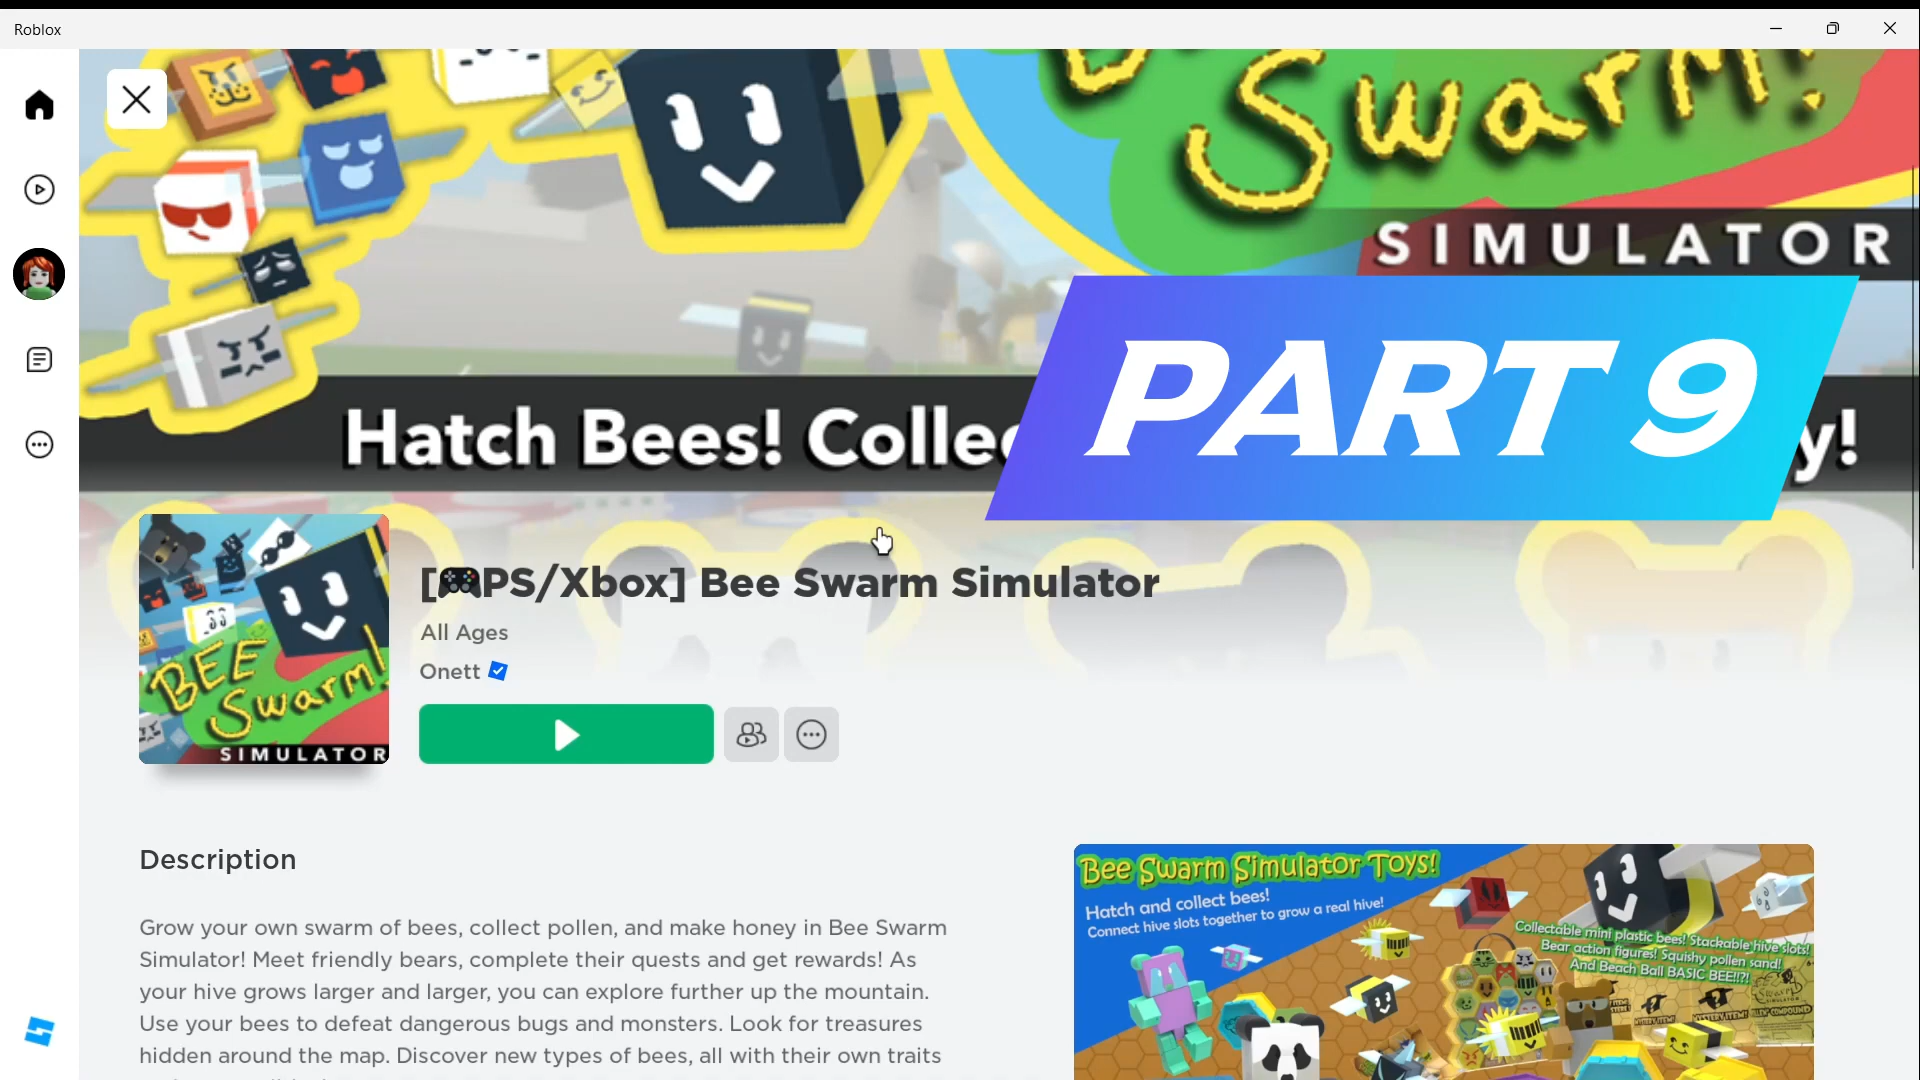 Roblox
Swarm!
SIMULATOR
PART 9
Hatch Bees!
y!
[🎮PS/Xbox] Bee Swarm Simulator
All Ages
Onett
BEE
Swarm!
SIMULATOR
Description
Grow your own swarm of bees, collect pollen, and make honey in Bee Swarm
Simulator! Meet friendly bears, complete their quests and get rewards! As
your hive grows larger and larger, you can explore further up the mountain.
Use your bees to defeat dangerous bugs and monsters. Look for treasures
hidden around the map. Discover new types of bees, all with their own traits
Bee Swarm Simulator Toys!
Hatch and collect bees!
Connect hive slots together to grow a real hive!
Collectable mini plastic bees! Stackable hive slots!
Bear action figures! Squishy pollen sand!
And Beach Ball BASIC BEE!!?!